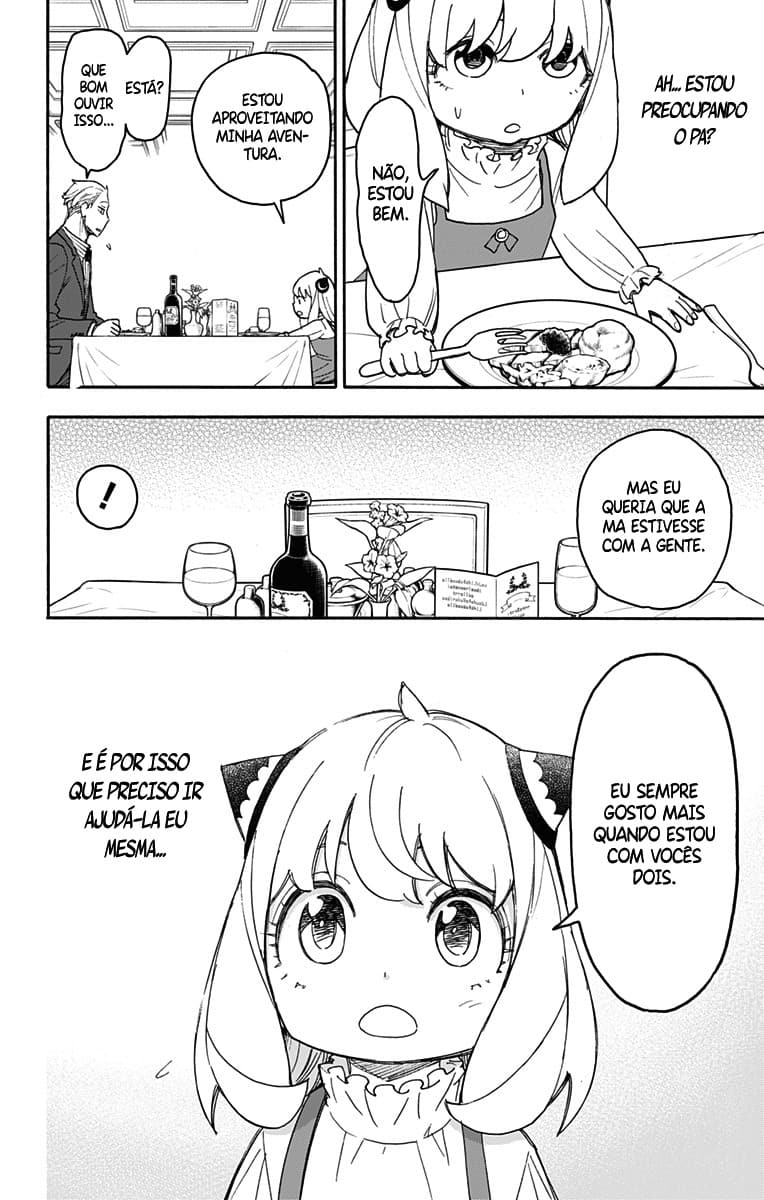 AH... ESTOU
PREOCUPANDO
O PA?
NÃO,
ESTOU
BEM.
ESTOU
APROVEITANDO
MINHA AVEN-
TURA.
ESTÁ?
QUE
BOM
OUVIR
ISSO...
MAS EU
QUERIA QUE A
MA ESTIVESSE
COM A GENTE.
!
EU SEMPRE
GOSTO MAIS
QUANDO ESTOU
COM VOCÊS
DOIS.
E É POR ISSO
QUE PRECISO IR
AJUDÁ-LA EU
MESMA...